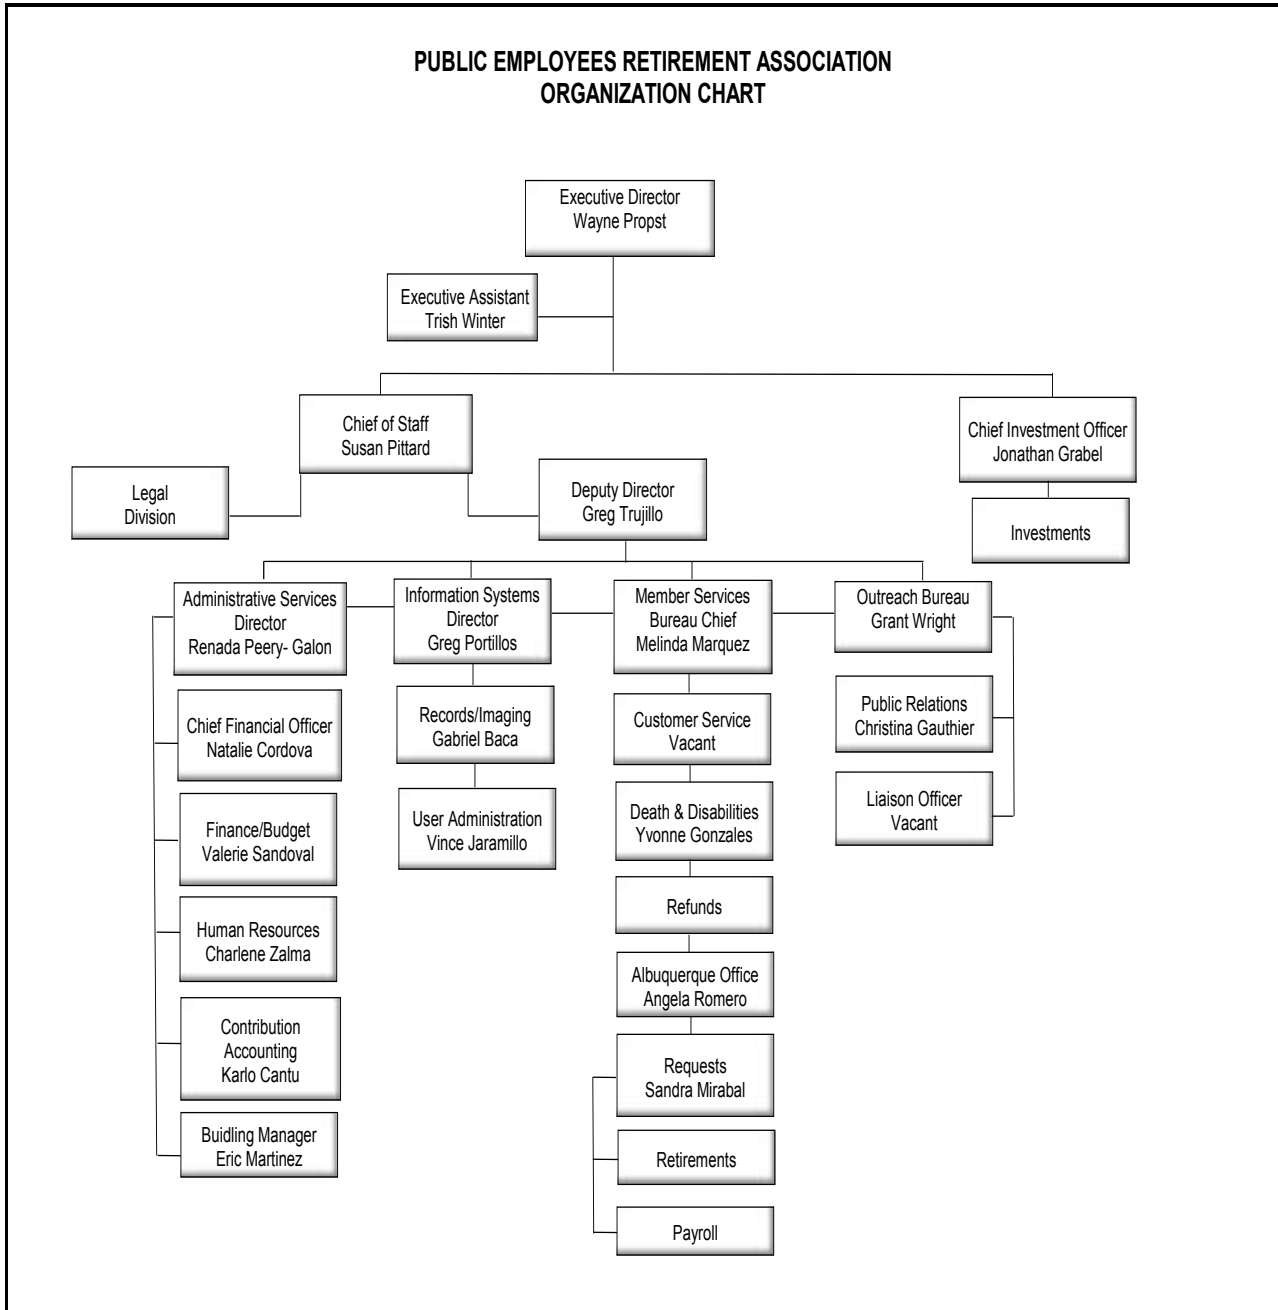 PUBLIC EMPLOYEES RETIREMENT ASSOCIATION
ORGANIZATION CHART
Executive Director
Wayne Propst
Executive Assistant
Trish Winter
Chief of Staff
Susan Pittard
Chief Investment Officer
Jonathan Grabel
Legal
Division
Deputy Director
Greg Trujillo
Investments
Administrative Services
Director
Renada Peery- Galon
Information Systems
Director
Greg Portillos
Member Services
Bureau Chief
Melinda Marquez
Outreach Bureau
Grant Wright
Chief Financial Officer
Natalie Cordova
Records/Imaging
Gabriel Baca
Customer Service
Vacant
Public Relations
Christina Gauthier
Finance/Budget
Valerie Sandoval
User Administration
Vince Jaramillo
Death & Disabilities
Yvonne Gonzales
Liaison Officer
Vacant
Human Resources
Charlene Zalma
Refunds
Albuquerque Office
Angela Romero
Contribution
Accounting
Karlo Cantu
Requests
Sandra Mirabal
Buidling Manager
Eric Martinez
Retirements
Payroll